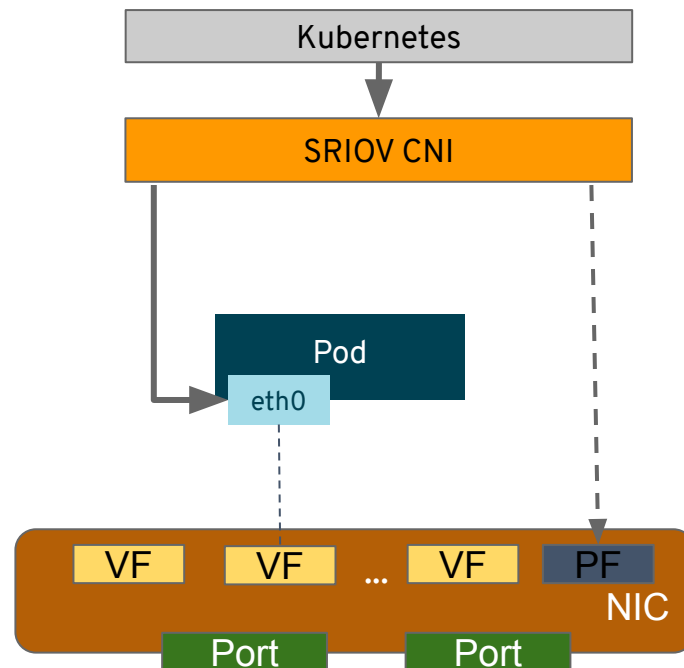 Kubernetes
SRIOV CNI
Pod
eth0
VF
VF
...
VF
PF
NIC
Port
Port